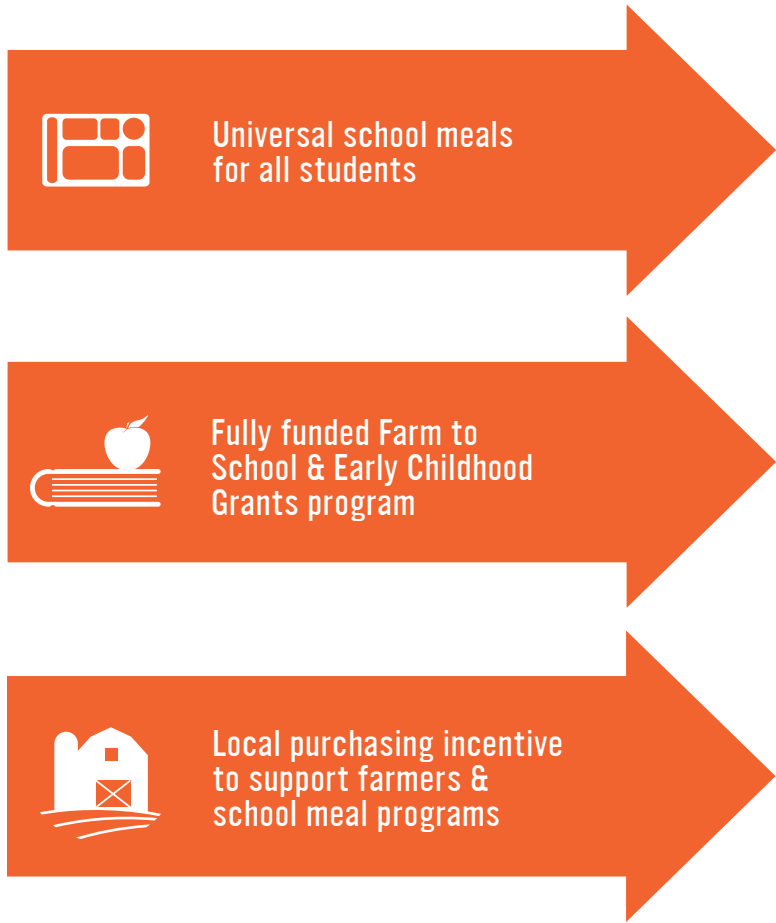 Universal school meals
for all students
Fully funded Farm to
School & Early Childhood
Grants program
Local purchasing incentive
to support farmers &
school meal programs